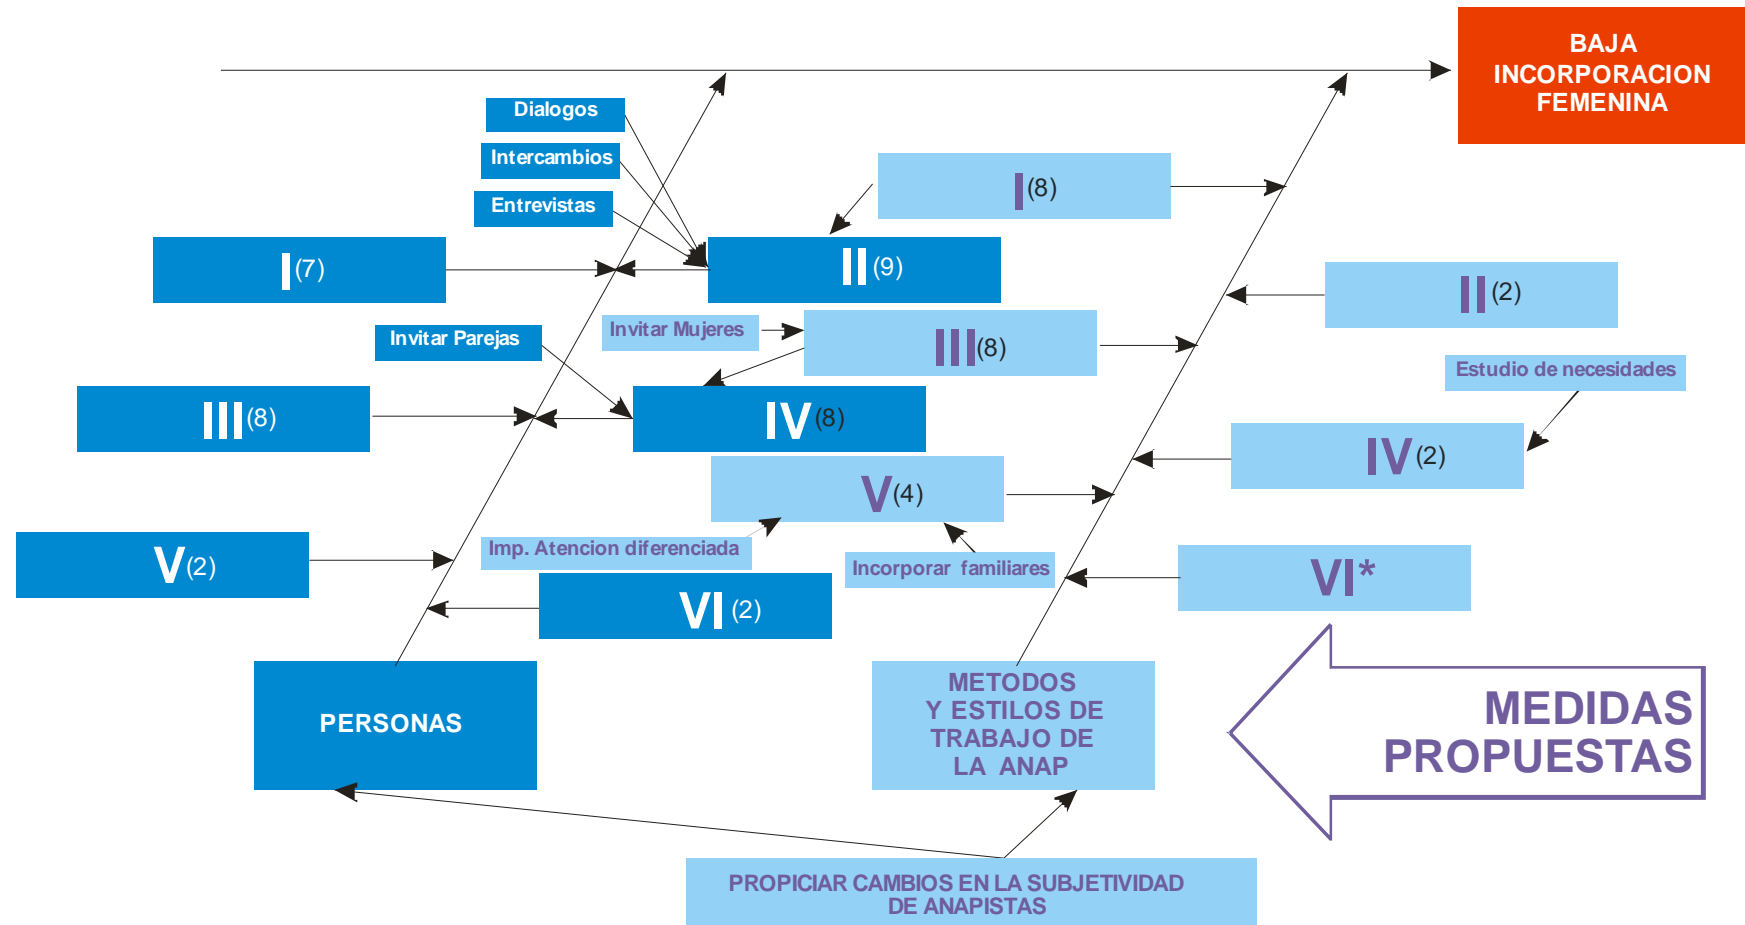 BAJA
INCORPORACION
FEMENINA
Dialogos
Intercambios
Entrevistas
I (8)
I (7)
II (9)
II (2)
Invitar Parejas
Invitar Mujeres
III (8)
Estudio de necesidades
III (8)
IV (8)
IV (2)
V (4)
V (2)
Imp. Atencion diferenciada
Incorporar familiares
VI*
VI (2)
PERSONAS
METODOS
Y ESTILOS DE
TRABAJO DE
LA ANAP
MEDIDAS
PROPUESTAS
PROPICIAR CAMBIOS EN LA SUBJETIVIDAD
DE ANAPISTAS